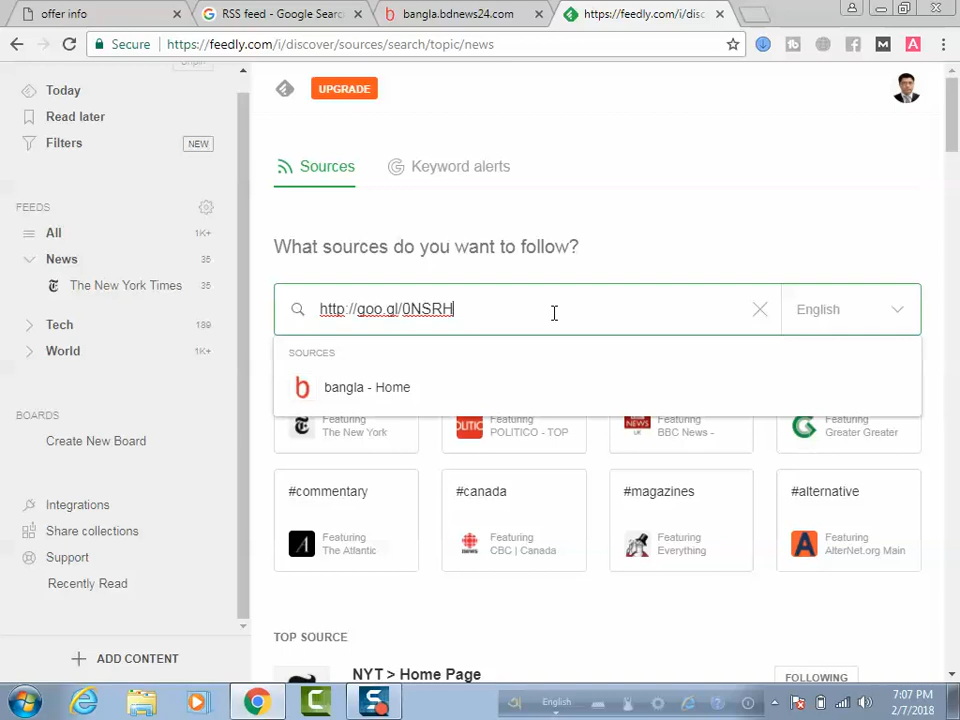 offer info
RSS feed - Google Searc
bangla.bdnews24.com
https://feedly.com/i/disc
Secure
https://feedly.com/i/discover/sources/search/topic/news
Today
Read later
Filters
NEW
FEEDS
All
1K+
News
35
The New York Times
35
Tech
189
World
1K+
BOARDS
Create New Board
Integrations
Share collections
Support
Recently Read
ADD CONTENT
UPGRADE
Sources
Keyword alerts
What sources do you want to follow?
http://goo.gl/0NSRH
English
SOURCES
bangla - Home
Featuring
The New York
Featuring
POLITICO - TOP
Featuring
BBC News -
Featuring
Greater Greater
#commentary
Featuring
The Atlantic
#canada
Featuring
CBC | Canada
#magazines
Featuring
Everything
#alternative
Featuring
AlterNet.org Main
TOP SOURCE
NYT > Home Page
FOLLOWING
English
7:07 PM
2/7/2018